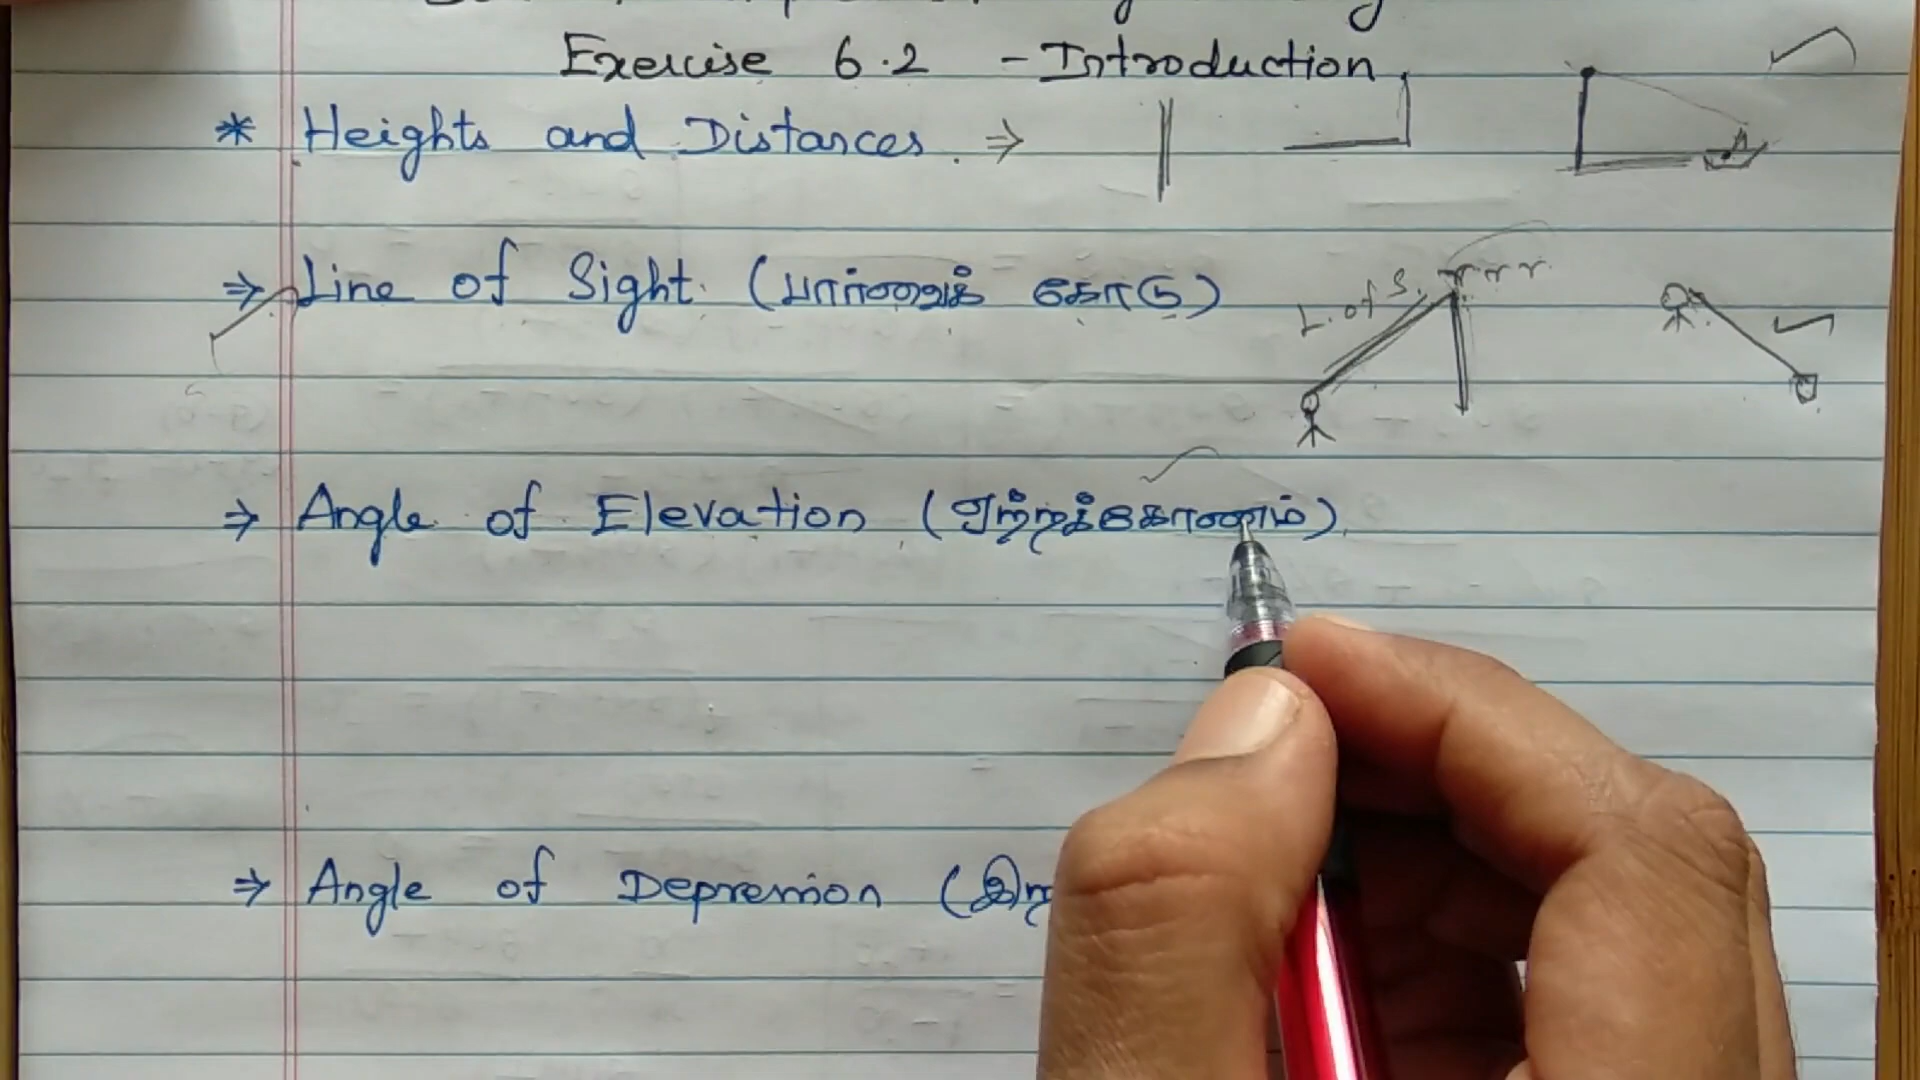 Exercise 6.2 - Introduction
* Heights and Distances. ⇒
⇒ Line of Sight. (பார்வைக் கோடு)
L. of S.
⇒ Angle of Elevation (ஏற்றக்கோணம்).
⇒ Angle of Depression (இற